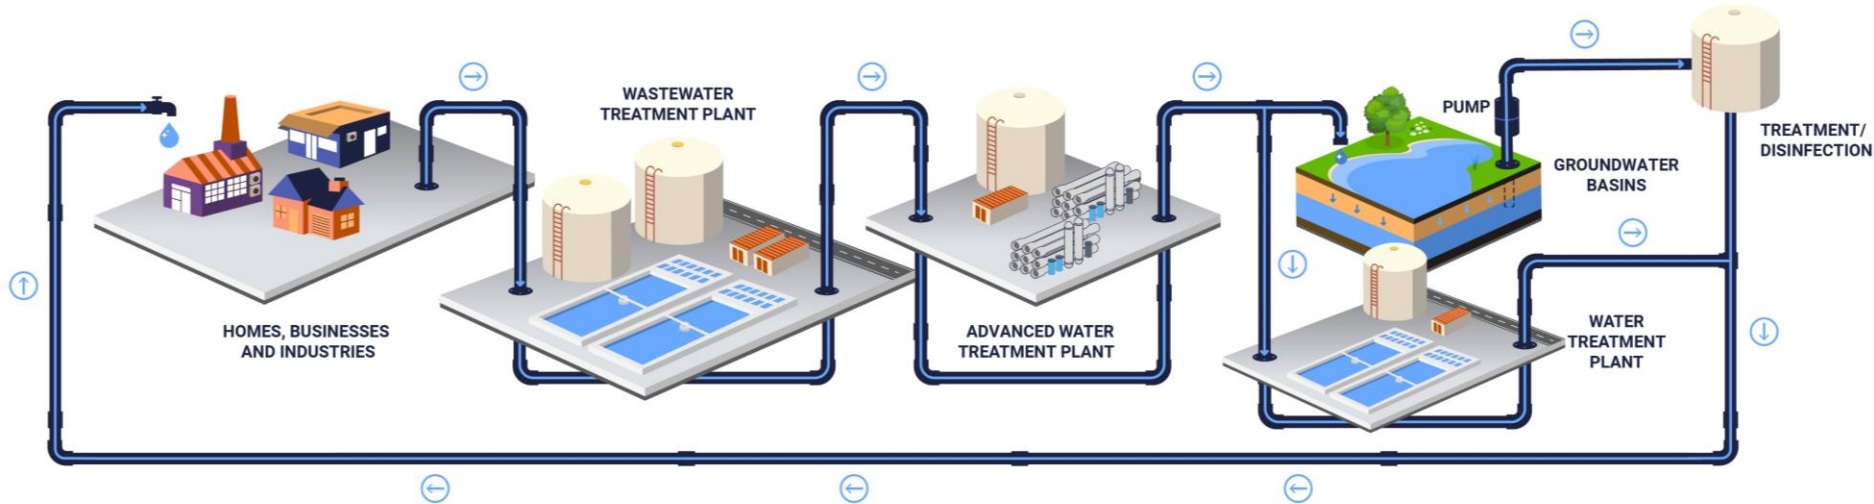 HOMES, BUSINESSES
AND INDUSTRIES
WASTEWATER
TREATMENT PLANT
ADVANCED WATER
TREATMENT PLANT
PUMP
GROUNDWATER
BASINS
TREATMENT/
DISINFECTION
WATER
TREATMENT
PLANT